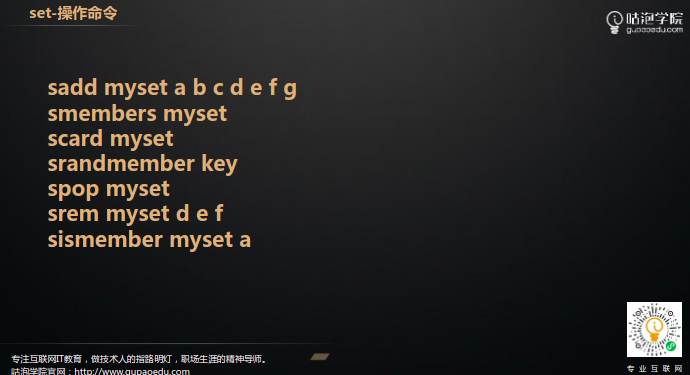 set-操作命令
咕泡学院
gupaoedu.com
sadd myset a b c d e f g
smembers myset
scard myset
srandmember key
spop myset
srem myset d e f
sismember myset a
专注互联网IT教育，做技术人的指路明灯，职场生涯的精神导师。
咕泡学院官网：http://www.gupaoedu.com
专业互联网